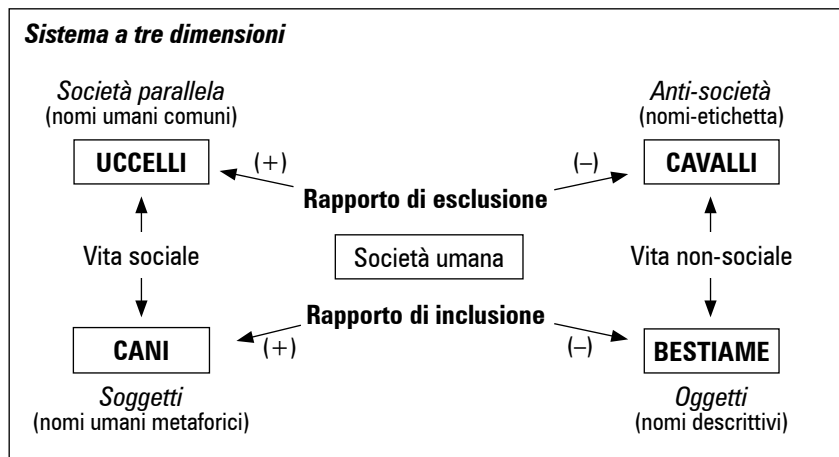 Sistema a tre dimensioni
Società parallela
(nomi umani comuni)
UCCELLI
Anti-società
(nomi-etichetta)
CAVALLI
(+)
(–)
Rapporto di esclusione
Vita sociale
Società umana
Vita non-sociale
Rapporto di inclusione
(+)
(–)
CANI
Soggetti
(nomi umani metaforici)
BESTIAME
Oggetti
(nomi descrittivi)